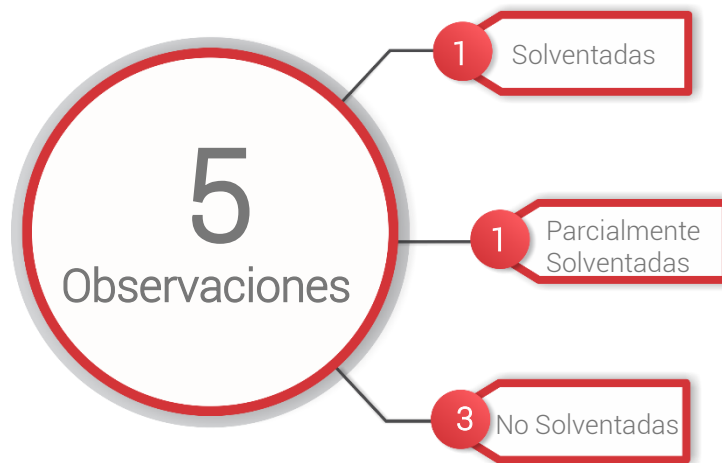 5
Observaciones
1
Solventadas
1
Parcialmente
Solventadas
3
No Solventadas